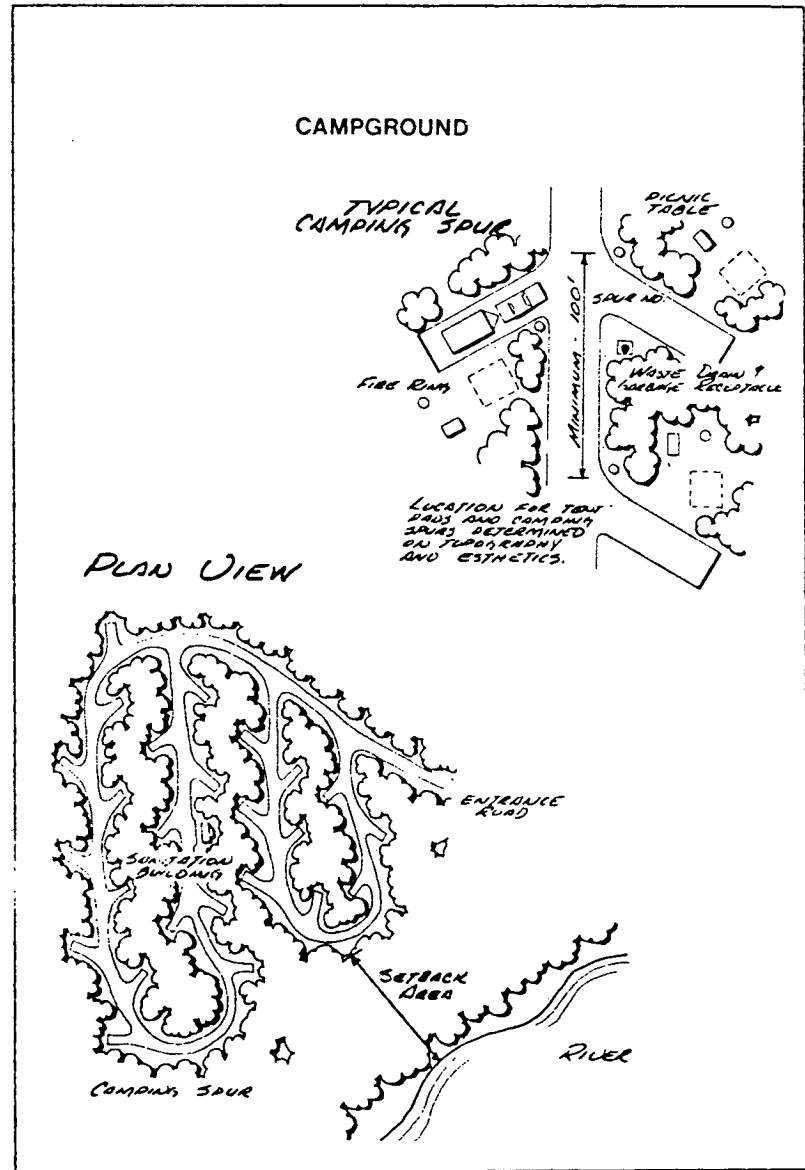 CAMPGROUND
TYPICAL
CAMPING SPUR
PICNIC
TABLE
SPUR NO.
MINIMUM - 100'
FIRE RING
WASTE DRAIN &
GARBAGE RECEPTACLE
LOCATION FOR TENT
PADS AND CAMPING
SPURS DETERMINED
ON TOPOGRAPHY
AND ESTHETICS.
PLAN VIEW
ENTRANCE
ROAD
SANITATION
BUILDING
SETBACK
AREA
RIVER
CAMPING SPUR